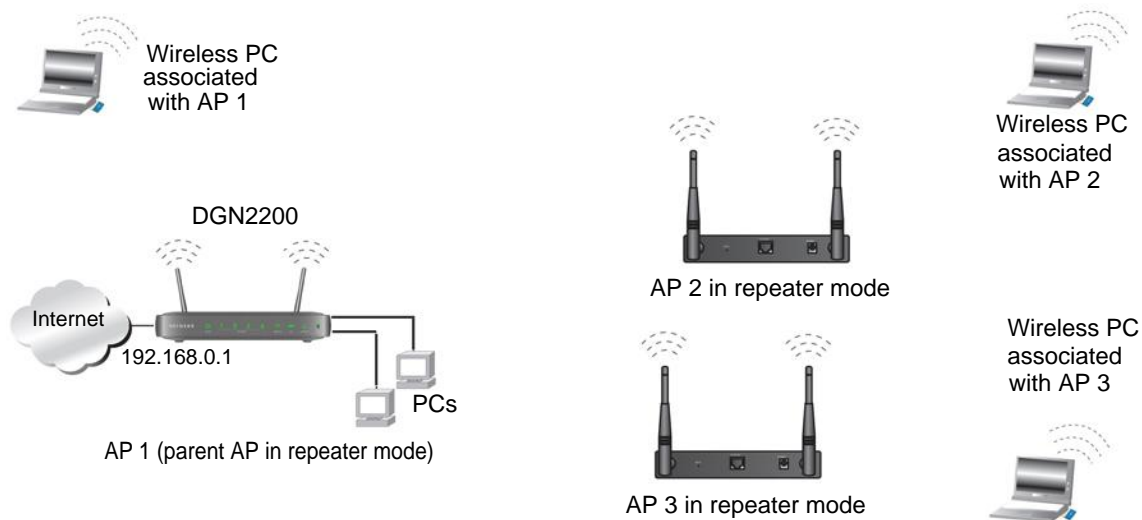 Wireless PC
associated
with AP 1
Wireless PC
associated
with AP 2
DGN2200
AP 2 in repeater mode
Internet
192.168.0.1
PCs
AP 1 (parent AP in repeater mode)
Wireless PC
associated
with AP 3
AP 3 in repeater mode